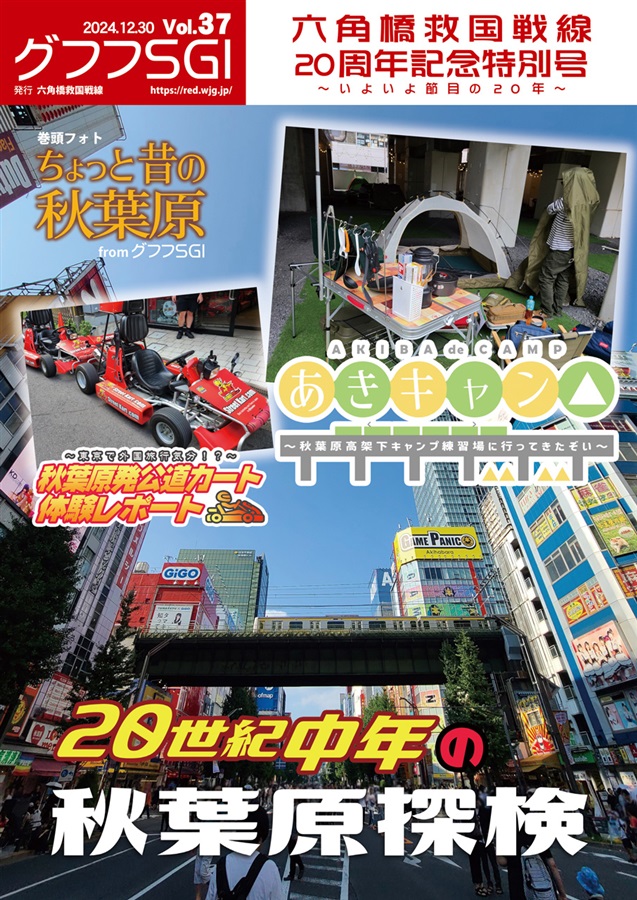 2024.12.30 Vol.37
グフフSGI
発行 六角橋救国戦線 https://red.wjg.jp/
六角橋救国戦線
20周年記念特別号
～いよいよ節目の20年～
巻頭フォト
ちょっと昔の
秋葉原
from グフフSGI
AKIBA de CAMP
あきキャン△
～秋葉原高架下キャンプ練習場に行ってきたぞい～
street-kart.com
～東京で外国旅行気分！？～
秋葉原発公道カート
体験レポート
GiGO
GAME PANIC
Akihabara
20世紀中年の
秋葉原探検